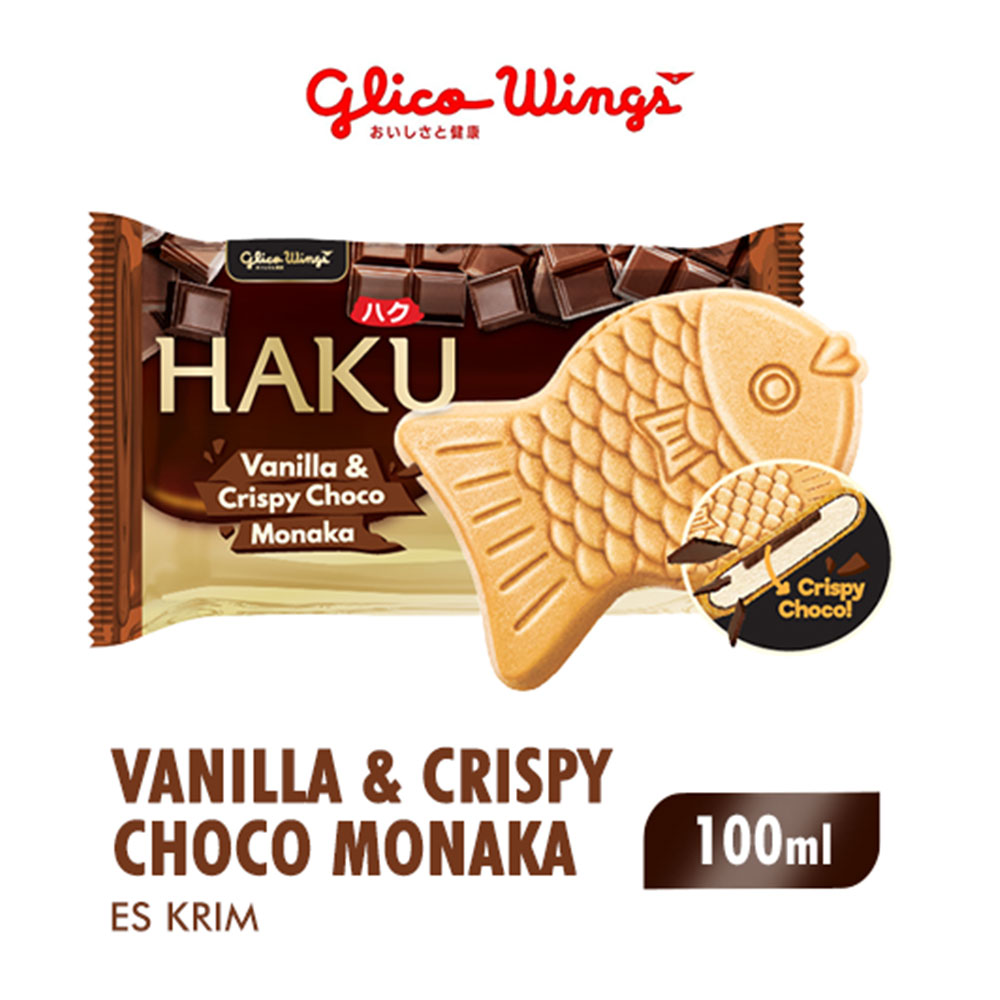 Glico Wings
おいしさと健康
Glico Wings
ハク
HAKU
Vanilla &
Crispy Choco
Monaka
Crispy
Choco!
VANILLA & CRISPY
CHOCO MONAKA
100ml
ES KRIM